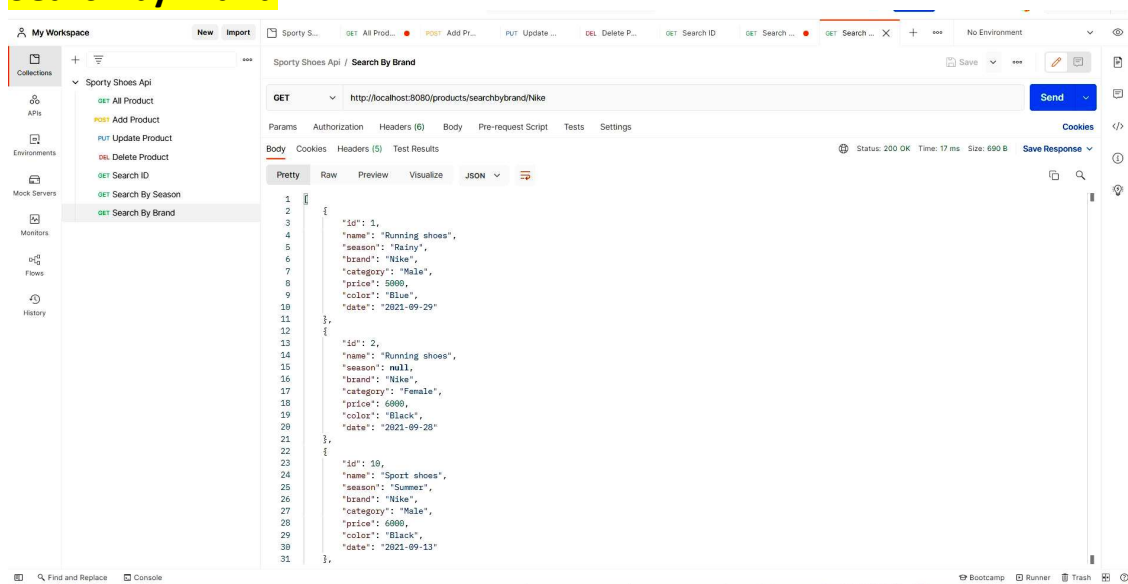 My Workspace
New Import
Sporty S... GET All Prod... POST Add Pr... PUT Update ... DEL Delete P... GET Search ID GET Search ... GET Search ... No Environment
Collections
APIs
Environments
Mock Servers
Monitors
Flows
History
Sporty Shoes Api
GET All Product
POST Add Product
PUT Update Product
DEL Delete Product
GET Search ID
GET Search By Season
GET Search By Brand
Sporty Shoes Api / Search By Brand Save
GET http://localhost:8080/products/searchbybrand/Nike Send
Params Authorization Headers (6) Body Pre-request Script Tests Settings Cookies
Body Cookies Headers (5) Test Results Status: 200 OK Time: 17 ms Size: 690 B Save Response
Pretty Raw Preview Visualize JSON
1 [
2 {
3 "id": 1,
4 "name": "Running shoes",
5 "season": "Rainy",
6 "brand": "Nike",
7 "category": "Male",
8 "price": 5000,
9 "color": "Blue",
10 "date": "2021-09-29"
11 },
12 {
13 "id": 2,
14 "name": "Running shoes",
15 "season": null,
16 "brand": "Nike",
17 "category": "Female",
18 "price": 6000,
19 "color": "Black",
20 "date": "2021-09-28"
21 },
22 {
23 "id": 10,
24 "name": "Sport shoes",
25 "season": "Summer",
26 "brand": "Nike",
27 "category": "Male",
28 "price": 6000,
29 "color": "Black",
30 "date": "2021-09-13"
31 },
Find and Replace Console Bootcamp Runner Trash